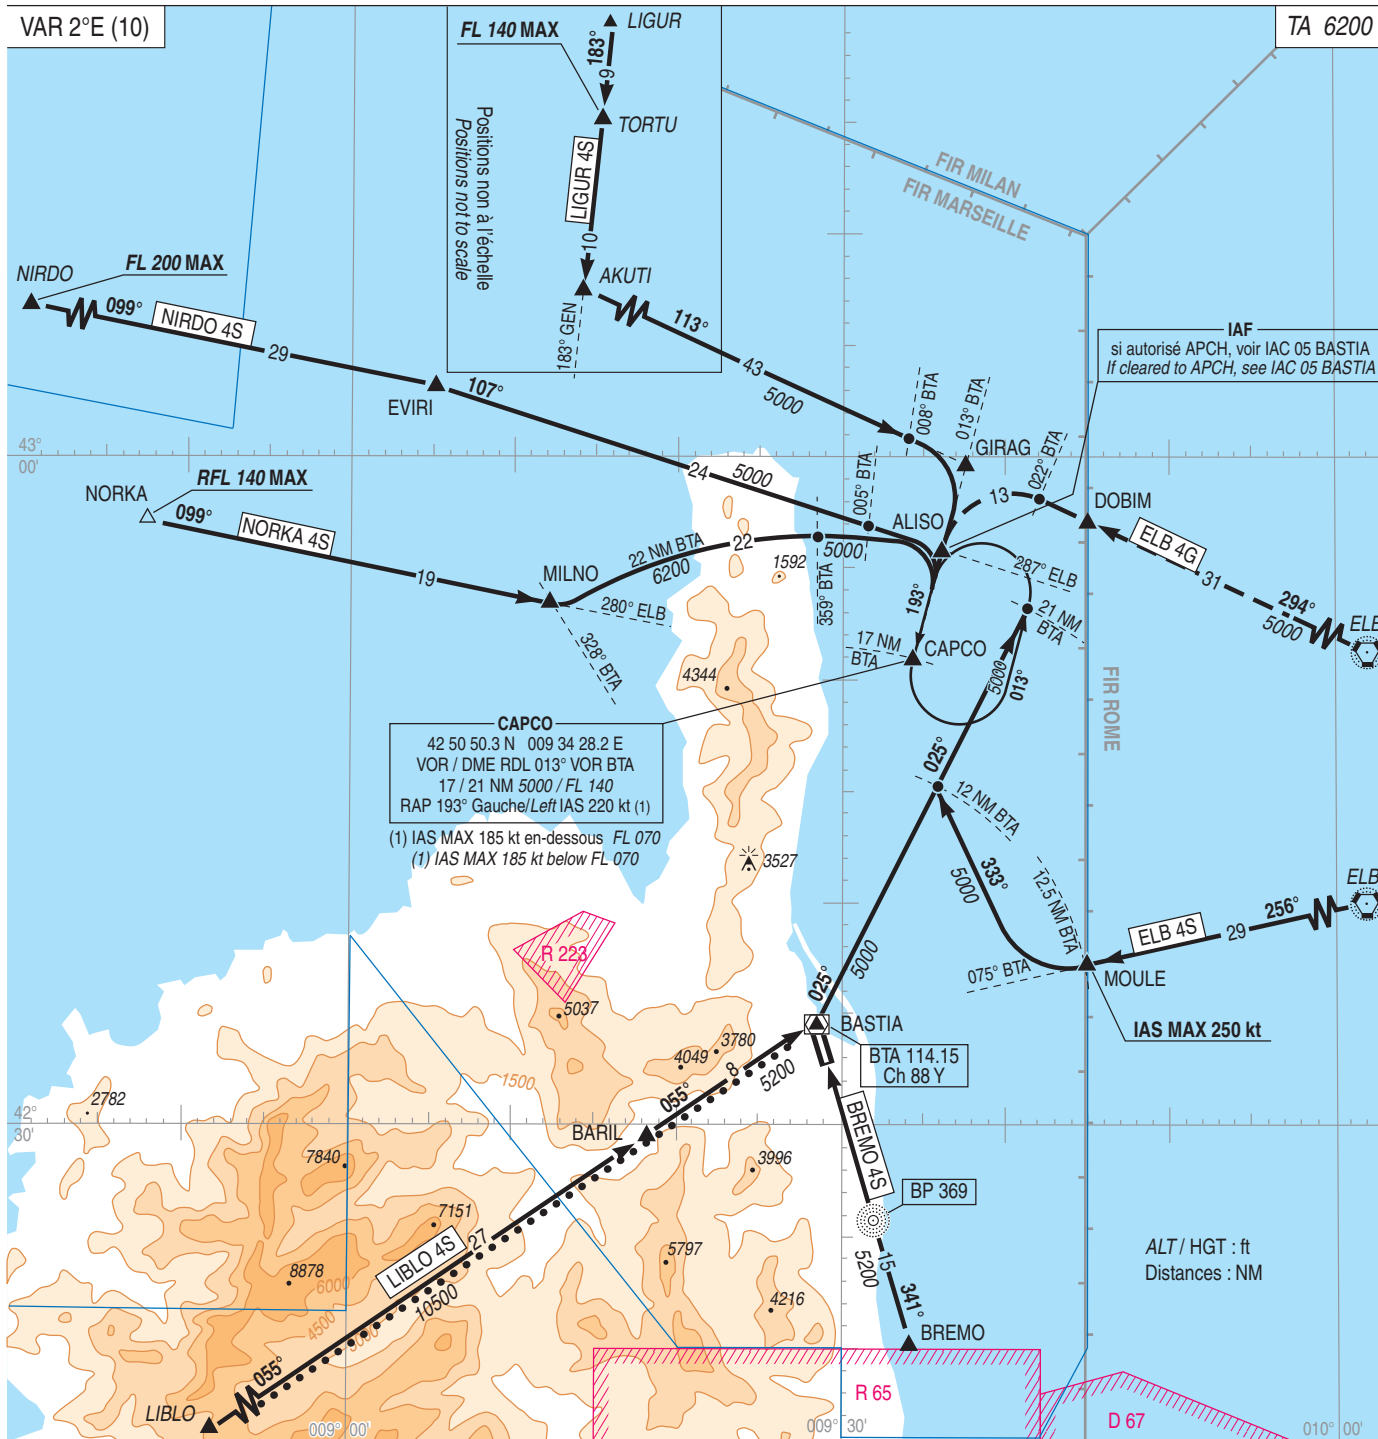 VAR 2°E (10)
TA 6200
FL 140 MAX
LIGUR
183°
9
TORTU
Positions non à l'échelle
Positions not to scale
LIGUR 4S
10
AKUTI
183° GEN
113°
43
5000
FIR MILAN
FIR MARSEILLE
NIRDO
FL 200 MAX
099°
NIRDO 4S
29
EVIRI
107°
24
5000
IAF
si autorisé APCH, voir IAC 05 BASTIA
If cleared to APCH, see IAC 05 BASTIA
008° BTA
013° BTA
GIRAG
022° BTA
005° BTA
43°
00'
NORKA
RFL 140 MAX
099°
NORKA 4S
19
MILNO
22 NM BTA
6200
22
5000
359° BTA
280° ELB
328° BTA
1592
ALISO
13
DOBIM
ELB 4G
31
294°
5000
ELB
287° ELB
193°
21 NM
BTA
17 NM
BTA
CAPCO
5000
013°
FIR ROME
4344
CAPCO
42 50 50.3 N 009 34 28.2 E
VOR / DME RDL 013° VOR BTA
17 / 21 NM 5000 / FL 140
RAP 193° Gauche/Left IAS 220 kt (1)
(1) IAS MAX 185 kt en-dessous FL 070
(1) IAS MAX 185 kt below FL 070
025°
12 NM BTA
3527
333°
5000
12.5 NM BTA
ELB
256°
29
ELB 4S
075° BTA
MOULE
IAS MAX 250 kt
R 223
5037
025°
5000
BASTIA
BTA 114.15
Ch 88 Y
3780
4049
8
5200
055°
1500
2782
42°
30'
BARIL
BREMO 4S
7840
3996
BP 369
7151
27
LIBLO 4S
10500
5797
8878
6000
4500
3000
4216
15
5200
341°
BREMO
ALT / HGT : ft
Distances : NM
055°
LIBLO
R 65
D 67
009° 00'
009° 30'
010° 00'